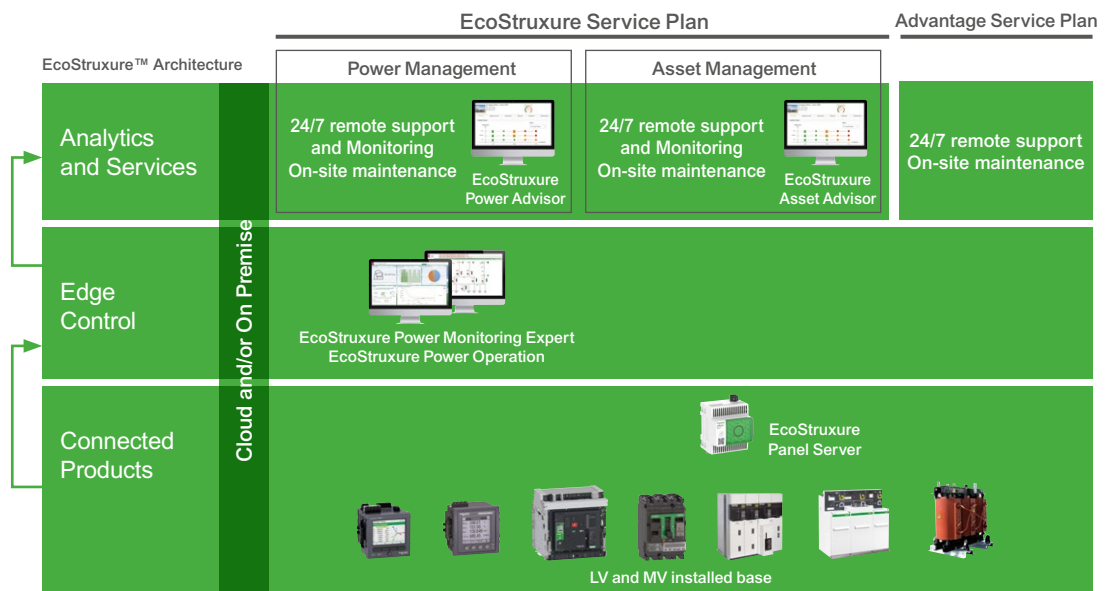 EcoStruxure Service Plan
Advantage Service Plan
EcoStruxure™ Architecture
Power Management
Asset Management
Analytics
and Services
24/7 remote support
and Monitoring
On-site maintenance
EcoStruxure
Power Advisor
24/7 remote support
and Monitoring
On-site maintenance
EcoStruxure
Asset Advisor
24/7 remote support
On-site maintenance
Cloud and/or On Premise
Edge
Control
EcoStruxure Power Monitoring Expert
EcoStruxure Power Operation
Connected
Products
EcoStruxure
Panel Server
LV and MV installed base